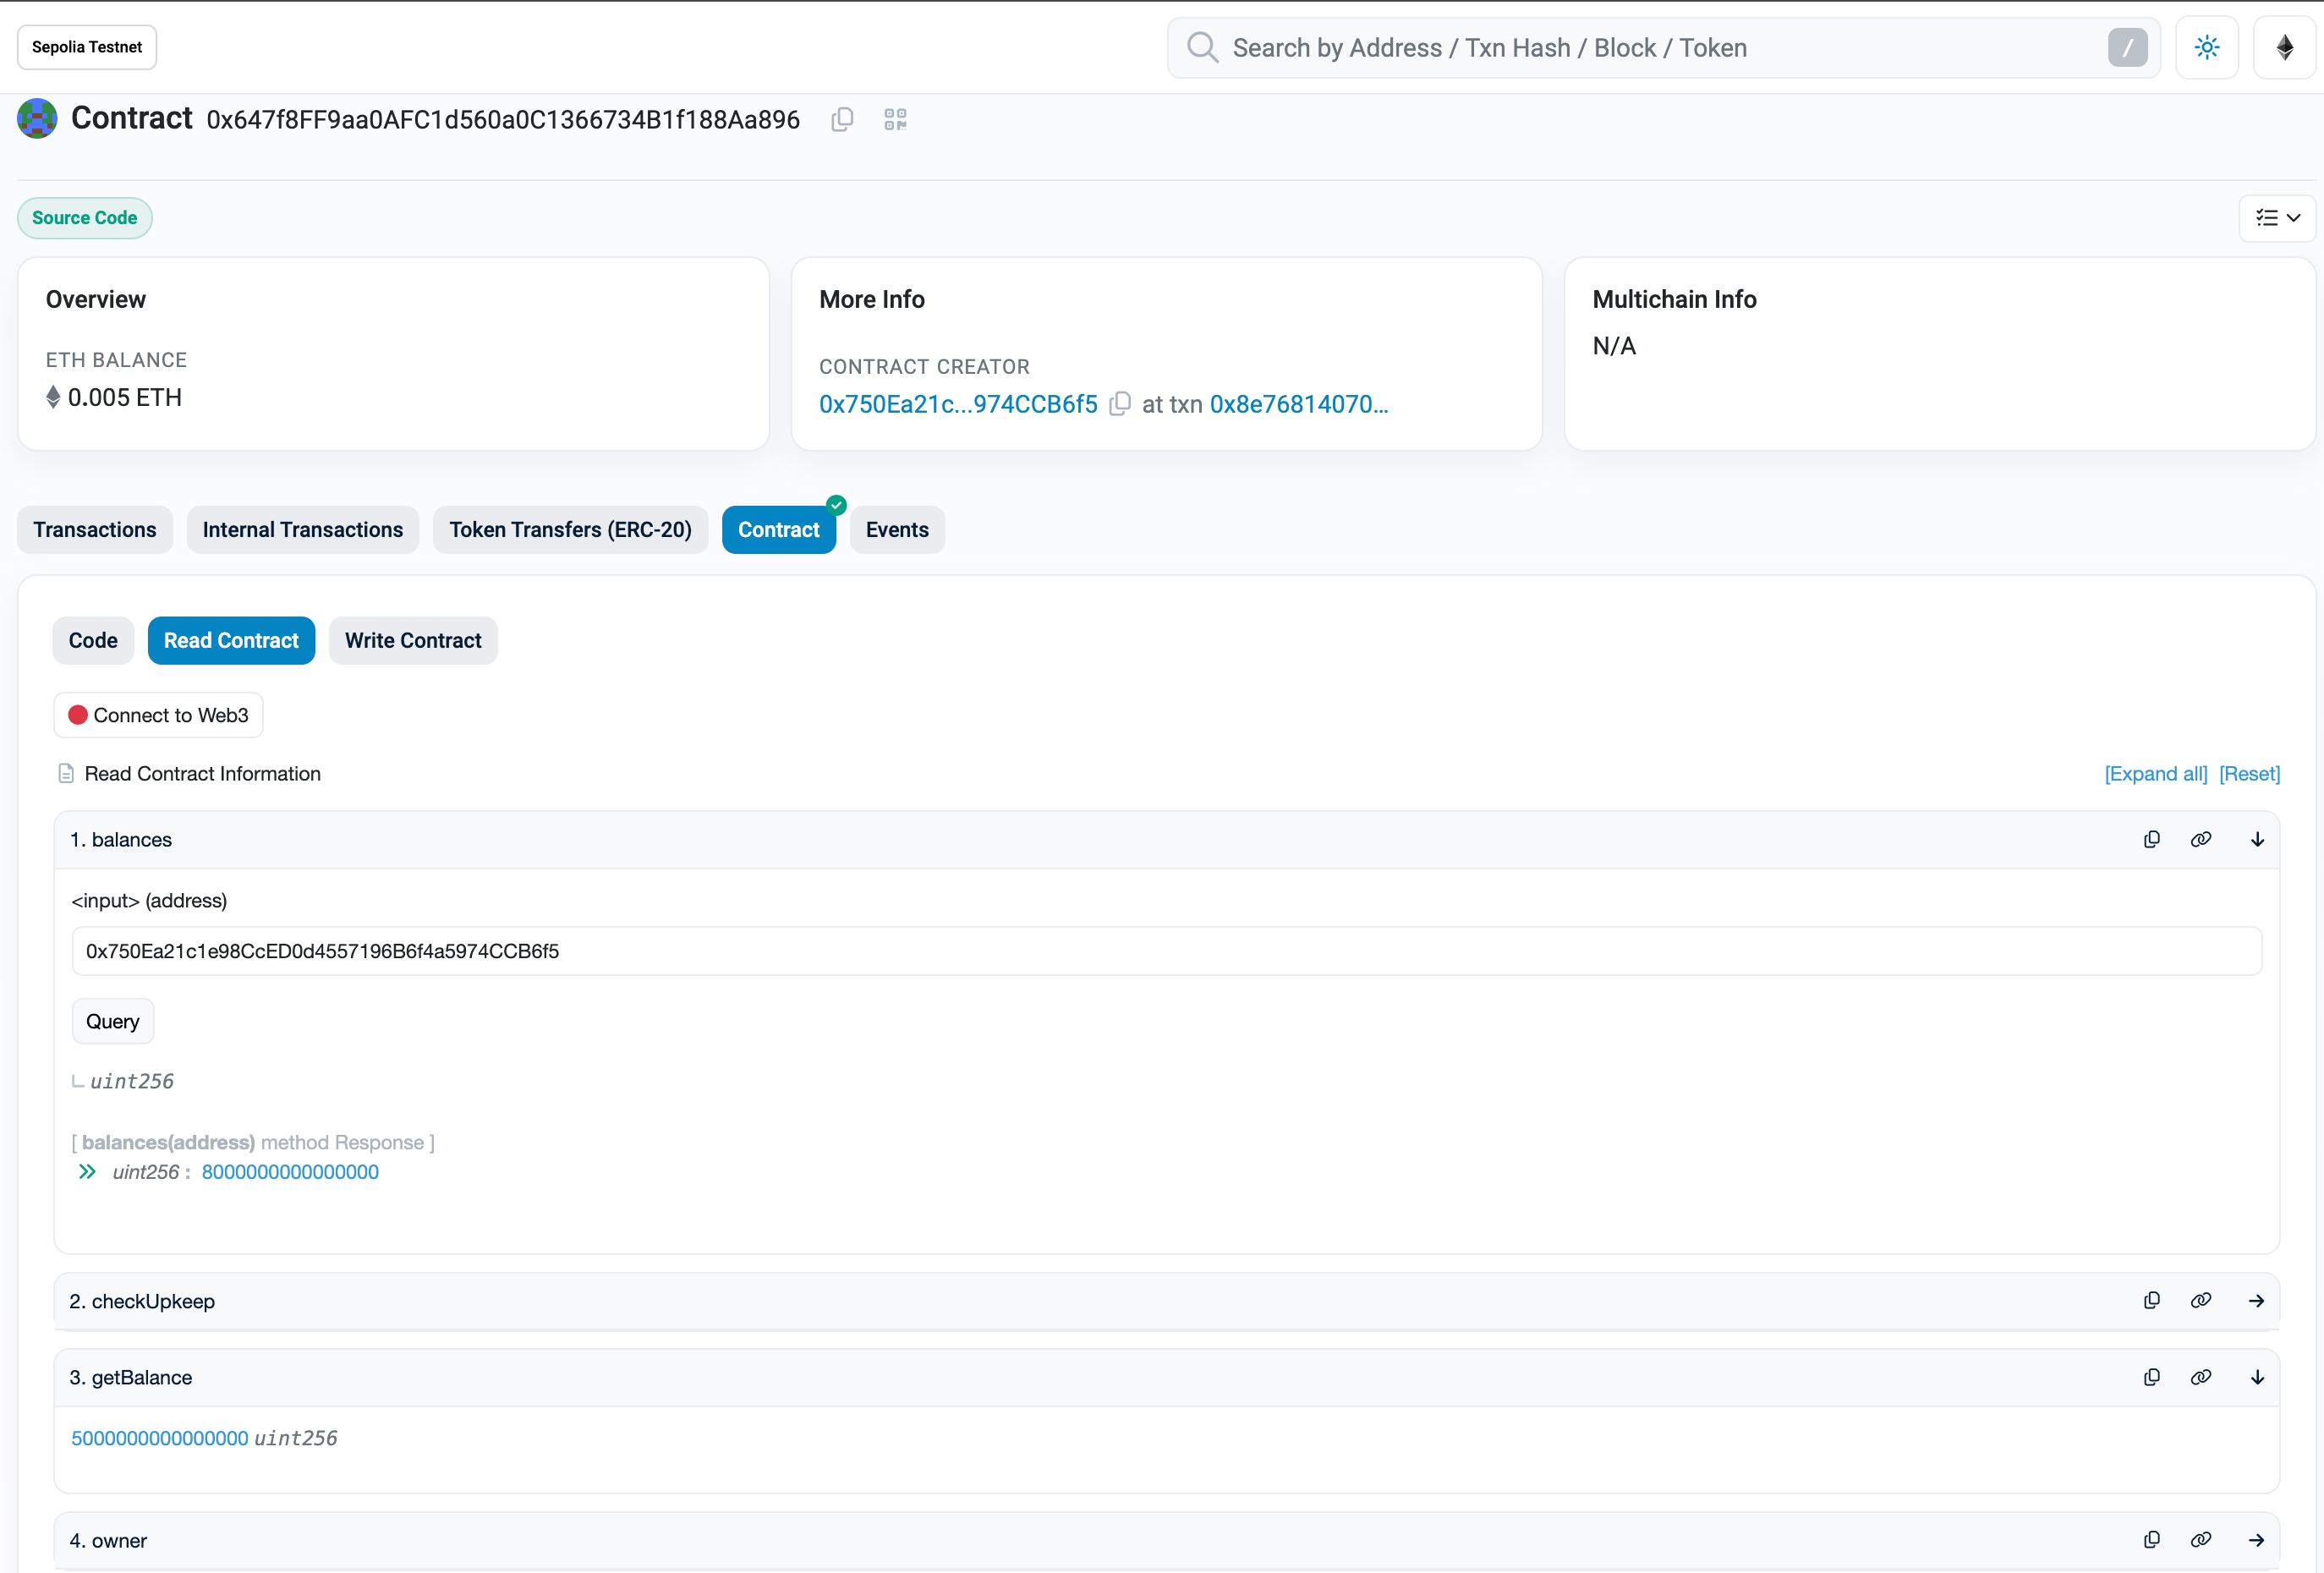 Sepolia Testnet
Search by Address / Txn Hash / Block / Token
/
Contract 0x647f8FF9aa0AFC1d560a0C1366734B1f188Aa896
Source Code
Overview
ETH BALANCE
0.005 ETH
More Info
CONTRACT CREATOR
0x750Ea21c...974CCB6f5 at txn 0x8e76814070...
Multichain Info
N/A
Transactions
Internal Transactions
Token Transfers (ERC-20)
Contract
Events
Code
Read Contract
Write Contract
Connect to Web3
Read Contract Information
[Expand all] [Reset]
1. balances
<input> (address)
0x750Ea21c1e98CcED0d4557196B6f4a5974CCB6f5
Query
uint256
[ balances(address) method Response ]
uint256 : 8000000000000000
2. checkUpkeep
3. getBalance
5000000000000000 uint256
4. owner